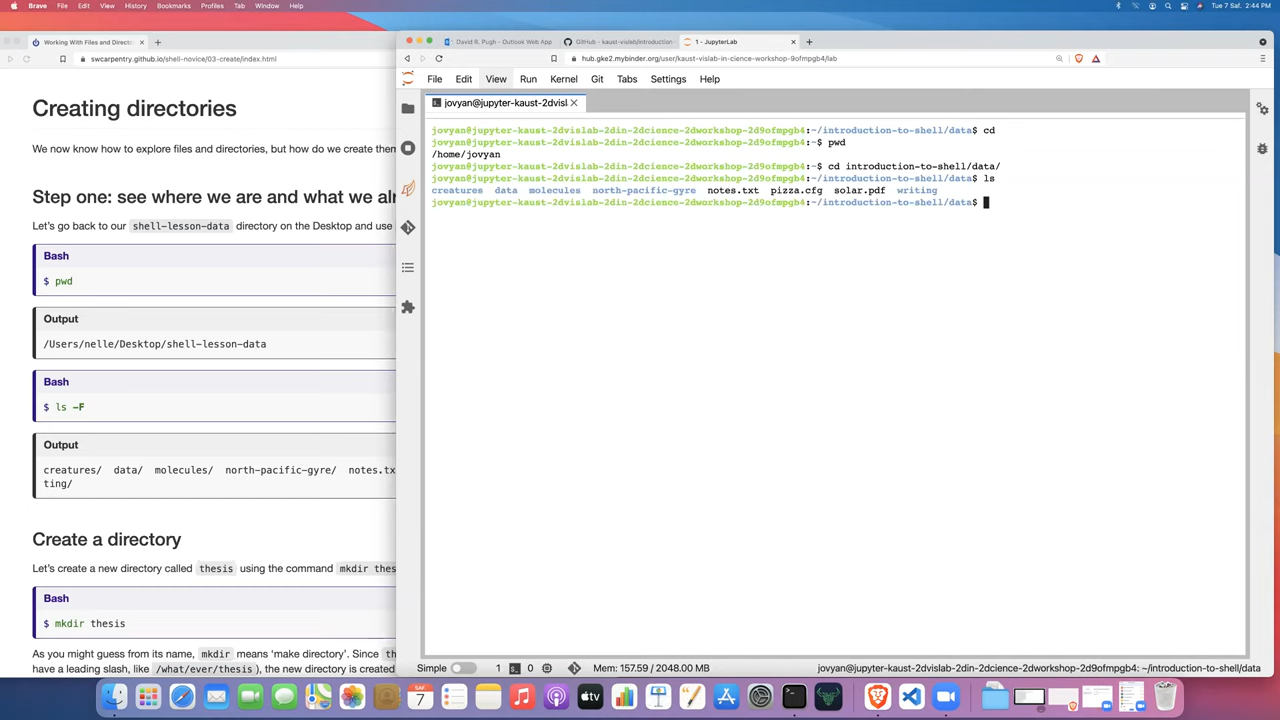 Brave File Edit View History Bookmarks Profiles Tab Window Help
Tue 7 Saf. 2:44 PM
Working With Files and Director
swcarpentry.github.io/shell-novice/03-create/index.html
Creating directories
We now know how to explore files and directories, but how do we create them
Step one: see where we are and what we alr
Let's go back to our shell-lesson-data directory on the Desktop and use
Bash
$ pwd
Output
/Users/nelle/Desktop/shell-lesson-data
Bash
$ ls -F
Output
creatures/ data/ molecules/ north-pacific-gyre/ notes.tx
ting/
Create a directory
Let's create a new directory called thesis using the command mkdir thes
Bash
$ mkdir thesis
As you might guess from its name, mkdir means 'make directory'. Since th
have a leading slash, like /what/ever/thesis), the new directory is created
David R. Pugh - Outlook Web App
GitHub - kaust-vislab/introduction
1 - JupyterLab
hub.gke2.mybinder.org/user/kaust-vislab-in-cience-workshop-9ofmpgb4/lab
File Edit View Run Kernel Git Tabs Settings Help
jovyan@jupyter-kaust-2dvisl
jovyan@jupyter-kaust-2dvislab-2din-2dcience-2dworkshop-2d9ofmpgb4:~/introduction-to-shell/data$ cd
jovyan@jupyter-kaust-2dvislab-2din-2dcience-2dworkshop-2d9ofmpgb4:~$ pwd
/home/jovyan
jovyan@jupyter-kaust-2dvislab-2din-2dcience-2dworkshop-2d9ofmpgb4:~$ cd introduction-to-shell/data/
jovyan@jupyter-kaust-2dvislab-2din-2dcience-2dworkshop-2d9ofmpgb4:~/introduction-to-shell/data$ ls
creatures data molecules north-pacific-gyre notes.txt pizza.cfg solar.pdf writing
jovyan@jupyter-kaust-2dvislab-2din-2dcience-2dworkshop-2d9ofmpgb4:~/introduction-to-shell/data$
Simple 1 0 Mem: 157.59 / 2048.00 MB
jovyan@jupyter-kaust-2dvislab-2din-2dcience-2dworkshop-2d9ofmpgb4: ~/introduction-to-shell/data